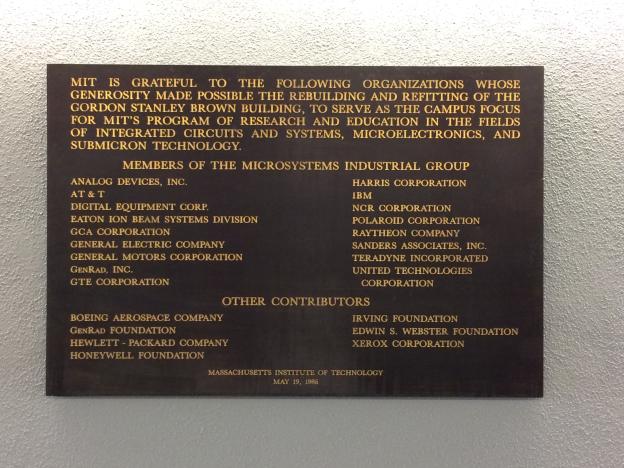 MIT IS GRATEFUL TO THE FOLLOWING ORGANIZATIONS WHOSE
GENEROSITY MADE POSSIBLE THE REBUILDING AND REFITTING OF THE
GORDON STANLEY BROWN BUILDING, TO SERVE AS THE CAMPUS FOCUS
FOR MIT'S PROGRAM OF RESEARCH AND EDUCATION IN THE FIELDS
OF INTEGRATED CIRCUITS AND SYSTEMS, MICROELECTRONICS, AND
SUBMICRON TECHNOLOGY.
MEMBERS OF THE MICROSYSTEMS INDUSTRIAL GROUP
ANALOG DEVICES, INC.
AT & T
DIGITAL EQUIPMENT CORP.
EATON ION BEAM SYSTEMS DIVISION
GCA CORPORATION
GENERAL ELECTRIC COMPANY
GENERAL MOTORS CORPORATION
GENRAD, INC.
GTE CORPORATION
HARRIS CORPORATION
IBM
NCR CORPORATION
POLAROID CORPORATION
RAYTHEON COMPANY
SANDERS ASSOCIATES, INC.
TERADYNE INCORPORATED
UNITED TECHNOLOGIES
CORPORATION
OTHER CONTRIBUTORS
BOEING AEROSPACE COMPANY
GENRAD FOUNDATION
HEWLETT - PACKARD COMPANY
HONEYWELL FOUNDATION
IRVING FOUNDATION
EDWIN S. WEBSTER FOUNDATION
XEROX CORPORATION
MASSACHUSETTS INSTITUTE OF TECHNOLOGY
MAY 19, 1986